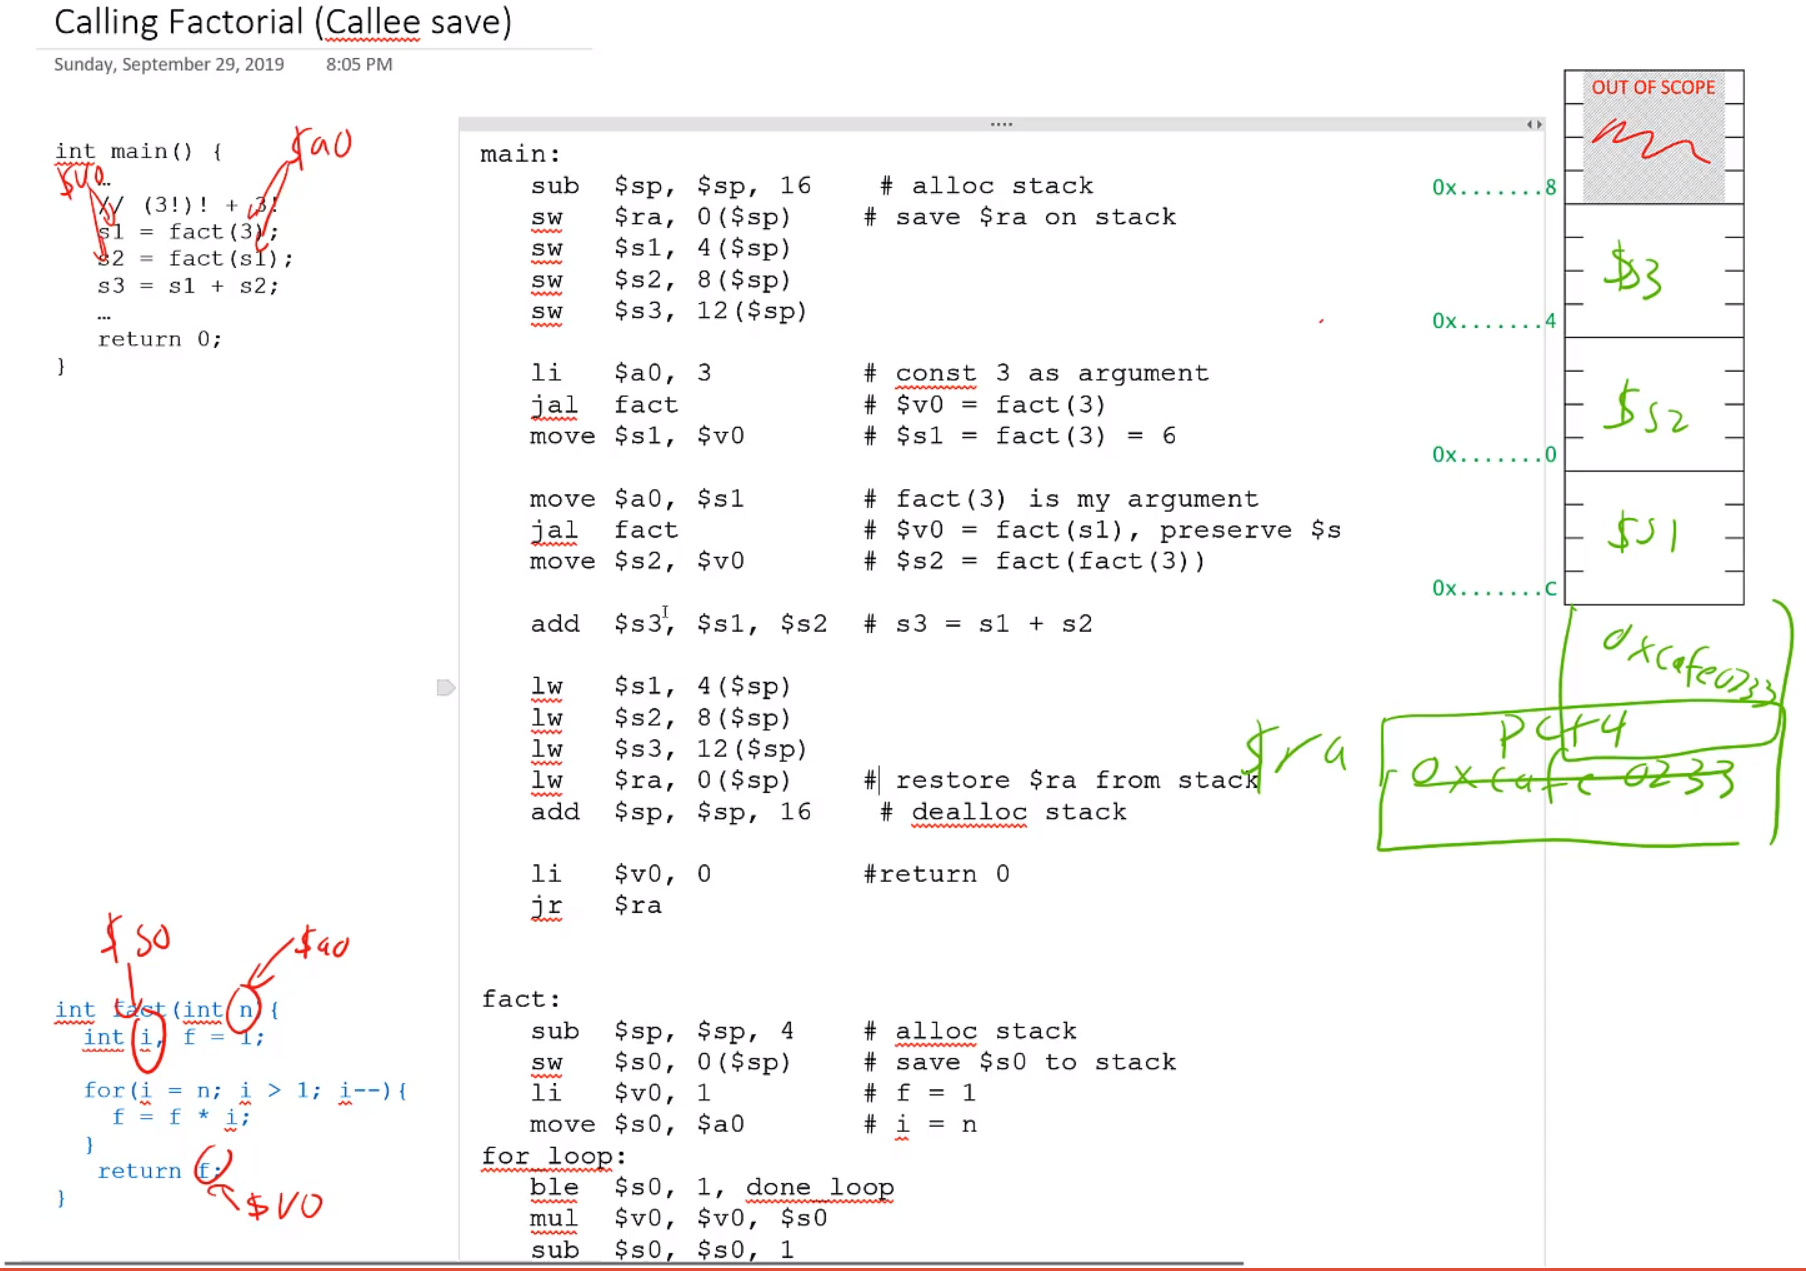 Calling Factorial (Callee save)
Sunday, September 29, 2019 8:05 PM
int main() {
$a0
$v0
…
// (3!)! + 3!
s1 = fact(3);
s2 = fact(s1);
s3 = s1 + s2;
…
return 0;
}
$s0
$a0
int fact(int n){
int i, f = 1;
for(i = n; i > 1; i--){
f = f * i;
}
return f;
}
$v0
main:
sub $sp, $sp, 16 # alloc stack
sw $ra, 0($sp) # save $ra on stack
sw $s1, 4($sp)
sw $s2, 8($sp)
sw $s3, 12($sp)
li $a0, 3 # const 3 as argument
jal fact # $v0 = fact(3)
move $s1, $v0 # $s1 = fact(3) = 6
move $a0, $s1 # fact(3) is my argument
jal fact # $v0 = fact(s1), preserve $s
move $s2, $v0 # $s2 = fact(fact(3))
add $s3, $s1, $s2 # s3 = s1 + s2
lw $s1, 4($sp)
lw $s2, 8($sp)
lw $s3, 12($sp)
lw $ra, 0($sp) # restore $ra from stack
add $sp, $sp, 16 # dealloc stack
li $v0, 0 #return 0
jr $ra
fact:
sub $sp, $sp, 4 # alloc stack
sw $s0, 0($sp) # save $s0 to stack
li $v0, 1 # f = 1
move $s0, $a0 # i = n
for_loop:
ble $s0, 1, done_loop
mul $v0, $v0, $s0
sub $s0, $s0, 1
OUT OF SCOPE
0x.......8
$s3
0x.......4
$s2
0x.......0
$s1
0x.......C
0xcafe0233
$ra
PC+4
0xcafe 0233